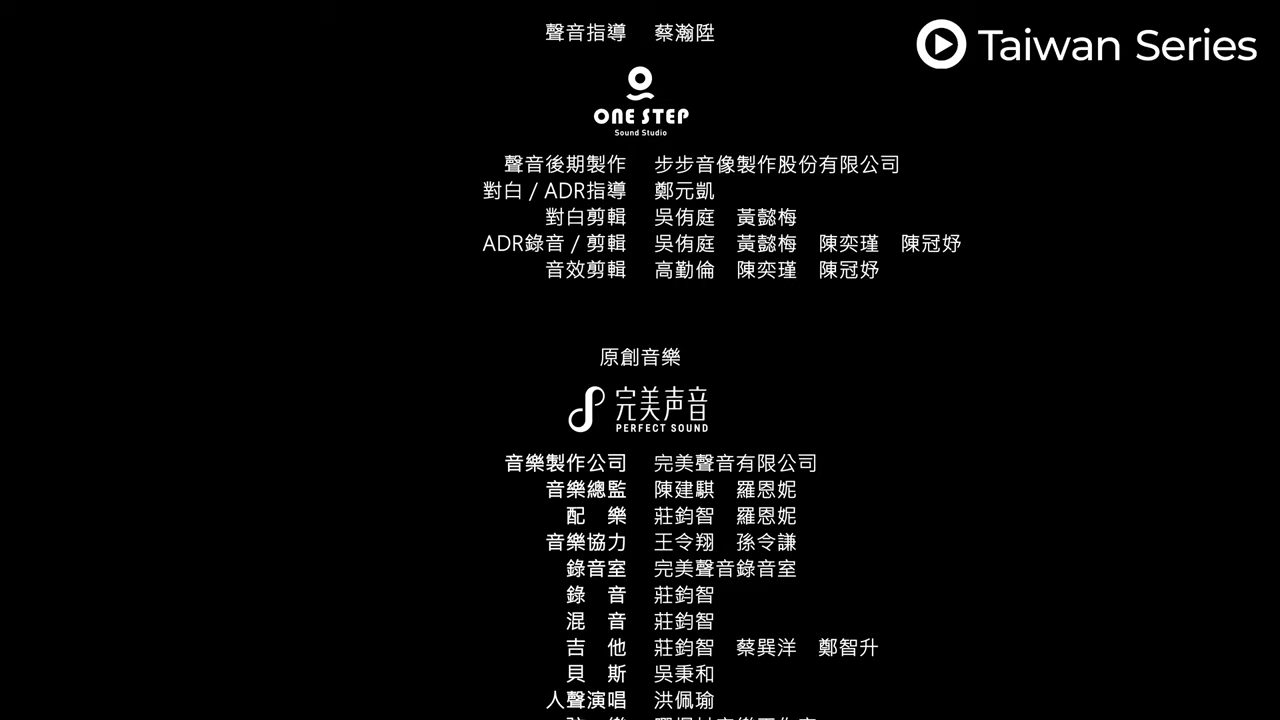 聲音指導 蔡瀚陞
Taiwan Series
ONE STEP
Sound Studio
聲音後期製作 步步音像製作股份有限公司
對白 / ADR指導 鄭元凱
對白剪輯 吳侑庭 黃懿梅
ADR錄音 / 剪輯 吳侑庭 黃懿梅 陳奕瑾 陳冠妤
音效剪輯 高勤倫 陳奕瑾 陳冠妤
原創音樂
完美声音
PERFECT SOUND
音樂製作公司 完美聲音有限公司
音樂總監 陳建騏 羅恩妮
配 樂 莊鈞智 羅恩妮
音樂協力 王令翔 孫令謙
錄音室 完美聲音錄音室
錄 音 莊鈞智
混 音 莊鈞智
吉 他 莊鈞智 蔡巽洋 鄭智升
貝 斯 吳秉和
人聲演唱 洪佩瑜